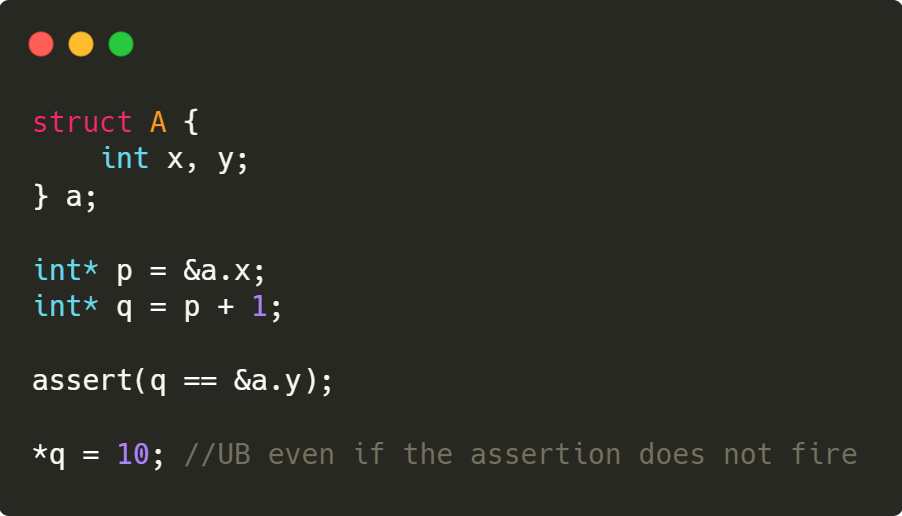 struct A {
    int x, y;
} a;
int* p = &a.x;
int* q = p + 1;
assert(q == &a.y);
*q = 10; //UB even if the assertion does not fire